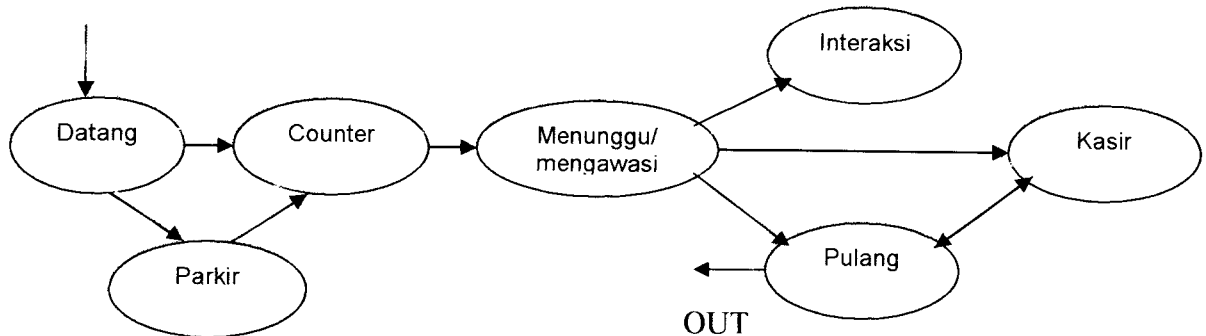 Interaksi
Datang
Counter
Menunggu/
mengawasi
Kasir
Parkir
Pulang
OUT